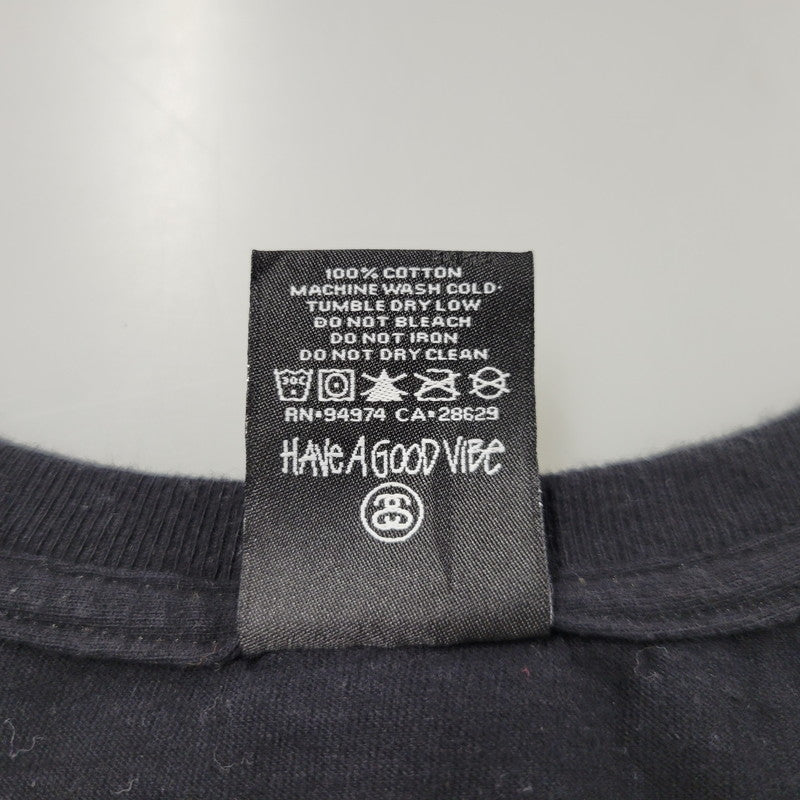 100% COTTON
MACHINE WASH COLD·
TUMBLE DRY LOW
DO NOT BLEACH
DO NOT IRON
DO NOT DRY CLEAN
30C
RN•94974 CA•28629
HAVE A GOOD VIBE